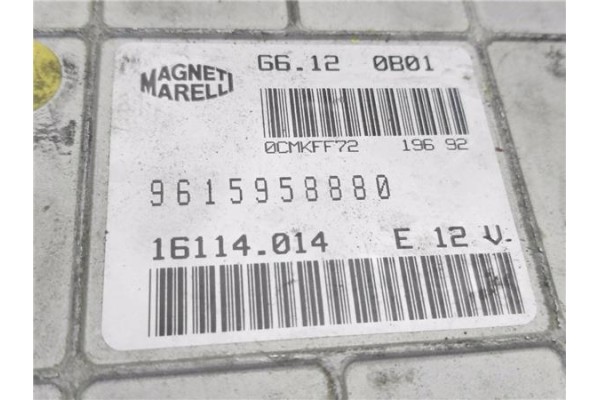 MAGNETI
MARELLI
G6.12 0B01
0CMKFF72 196 92
9615958880
16114.014 E 12 V.